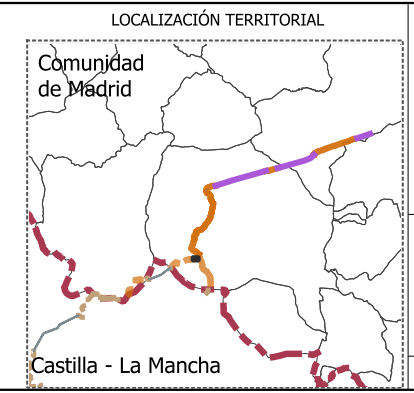 LOCALIZACIÓN TERRITORIAL
Comunidad
de Madrid
Castilla - La Mancha